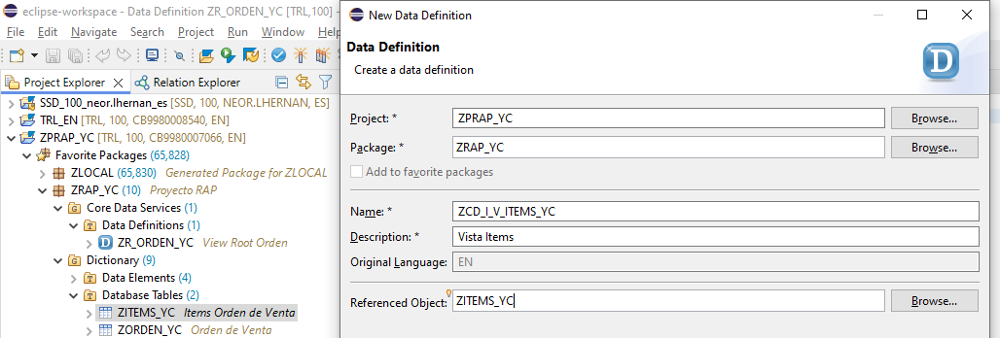 eclipse-workspace - Data Definition ZR_ORDEN_YC [TRL,100] -
File Edit Navigate Search Project Run Window Help
Project Explorer
Relation Explorer
SSD_100_neor.lhernan_es [SSD, 100, NEOR.LHERNAN, ES]
TRL_EN [TRL, 100, CB9980008540, EN]
ZPRAP_YC [TRL, 100, CB9980007066, EN]
Favorite Packages (65,828)
ZLOCAL (65,830) Generated Package for ZLOCAL
ZRAP_YC (10) Proyecto RAP
Core Data Services (1)
Data Definitions (1)
ZR_ORDEN_YC View Root Orden
Dictionary (9)
Data Elements (4)
Database Tables (2)
ZITEMS_YC Items Orden de Venta
ZORDEN_YC Orden de Venta
New Data Definition
Data Definition
Create a data definition
Project: * ZPRAP_YC Browse...
Package: * ZRAP_YC Browse...
Add to favorite packages
Name: * ZCD_I_V_ITEMS_YC
Description: * Vista Items
Original Language: EN
Referenced Object: ZITEMS_YC Browse...